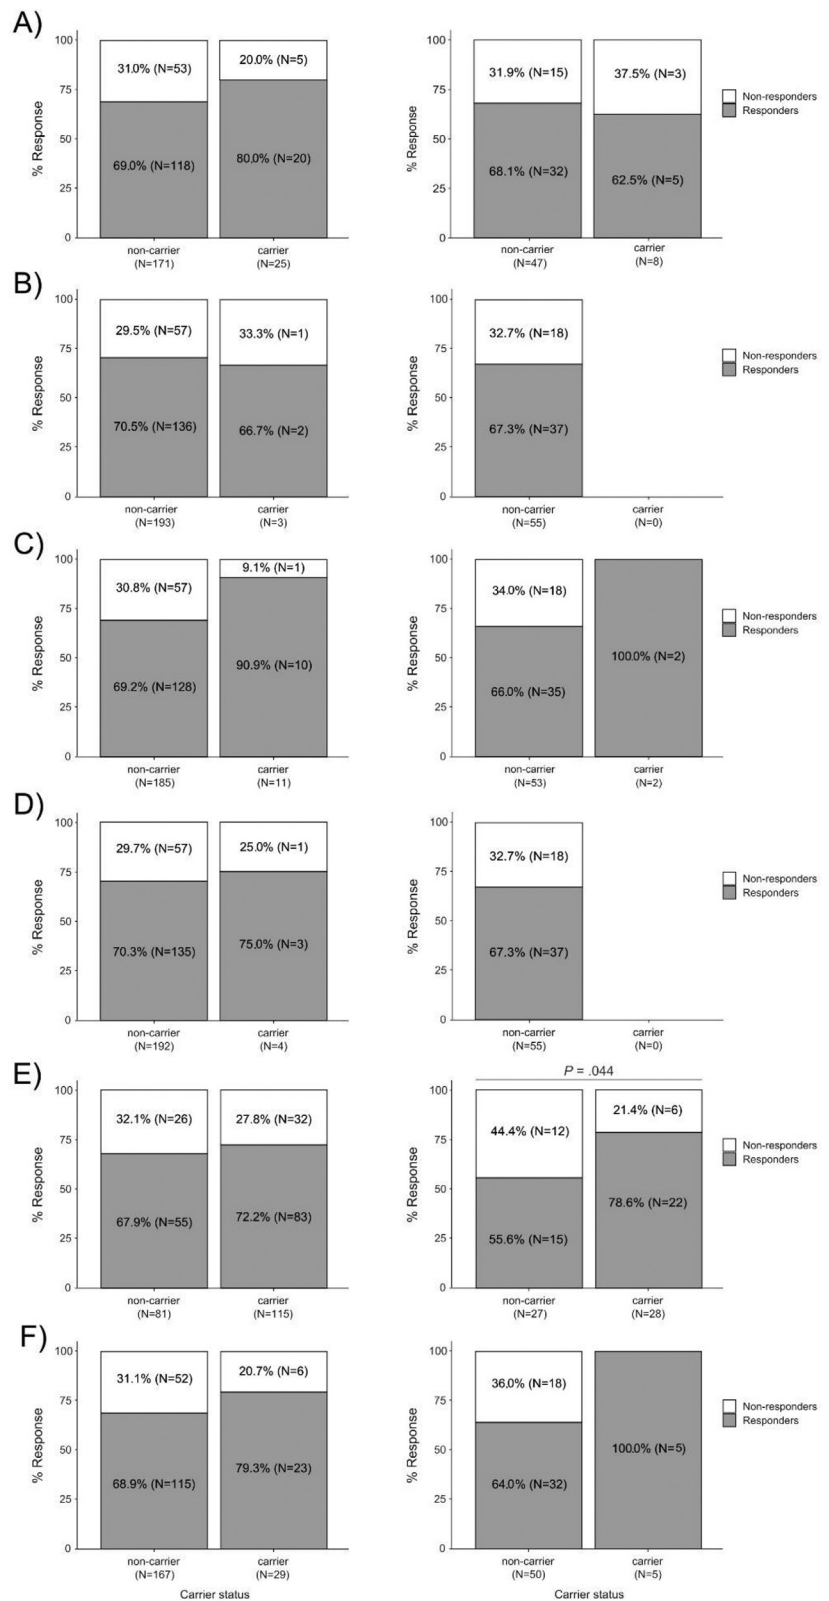 A)
% Response
100
75
50
25
0
31.0% (N=53)
69.0% (N=118)
20.0% (N=5)
80.0% (N=20)
non-carrier
(N=171)
carrier
(N=25)
% Response
100
75
50
25
0
31.9% (N=15)
68.1% (N=32)
37.5% (N=3)
62.5% (N=5)
non-carrier
(N=47)
carrier
(N=8)
Non-responders
Responders
B)
% Response
100
75
50
25
0
29.5% (N=57)
70.5% (N=136)
33.3% (N=1)
66.7% (N=2)
non-carrier
(N=193)
carrier
(N=3)
% Response
100
75
50
25
0
32.7% (N=18)
67.3% (N=37)
non-carrier
(N=55)
carrier
(N=0)
Non-responders
Responders
C)
% Response
100
75
50
25
0
30.8% (N=57)
69.2% (N=128)
9.1% (N=1)
90.9% (N=10)
non-carrier
(N=185)
carrier
(N=11)
% Response
100
75
50
25
0
34.0% (N=18)
66.0% (N=35)
100.0% (N=2)
non-carrier
(N=53)
carrier
(N=2)
Non-responders
Responders
D)
% Response
100
75
50
25
0
29.7% (N=57)
70.3% (N=135)
25.0% (N=1)
75.0% (N=3)
non-carrier
(N=192)
carrier
(N=4)
% Response
100
75
50
25
0
32.7% (N=18)
67.3% (N=37)
non-carrier
(N=55)
carrier
(N=0)
Non-responders
Responders
E)
% Response
100
75
50
25
0
32.1% (N=26)
67.9% (N=55)
27.8% (N=32)
72.2% (N=83)
non-carrier
(N=81)
carrier
(N=115)
P = .044
% Response
100
75
50
25
0
44.4% (N=12)
55.6% (N=15)
21.4% (N=6)
78.6% (N=22)
non-carrier
(N=27)
carrier
(N=28)
Non-responders
Responders
F)
% Response
100
75
50
25
0
31.1% (N=52)
68.9% (N=115)
20.7% (N=6)
79.3% (N=23)
non-carrier
(N=167)
carrier
(N=29)
Carrier status
% Response
100
75
50
25
0
36.0% (N=18)
64.0% (N=32)
100.0% (N=5)
non-carrier
(N=50)
carrier
(N=5)
Carrier status
Non-responders
Responders